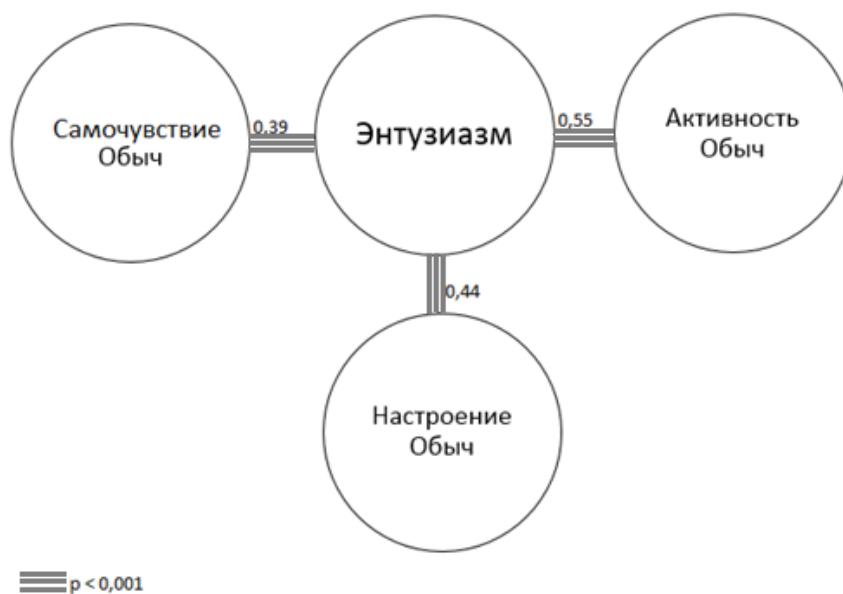 Самочувствие
Обыч
0,39
Энтузиазм
0,55
Активность
Обыч
0,44
Настроение
Обыч
p < 0,001